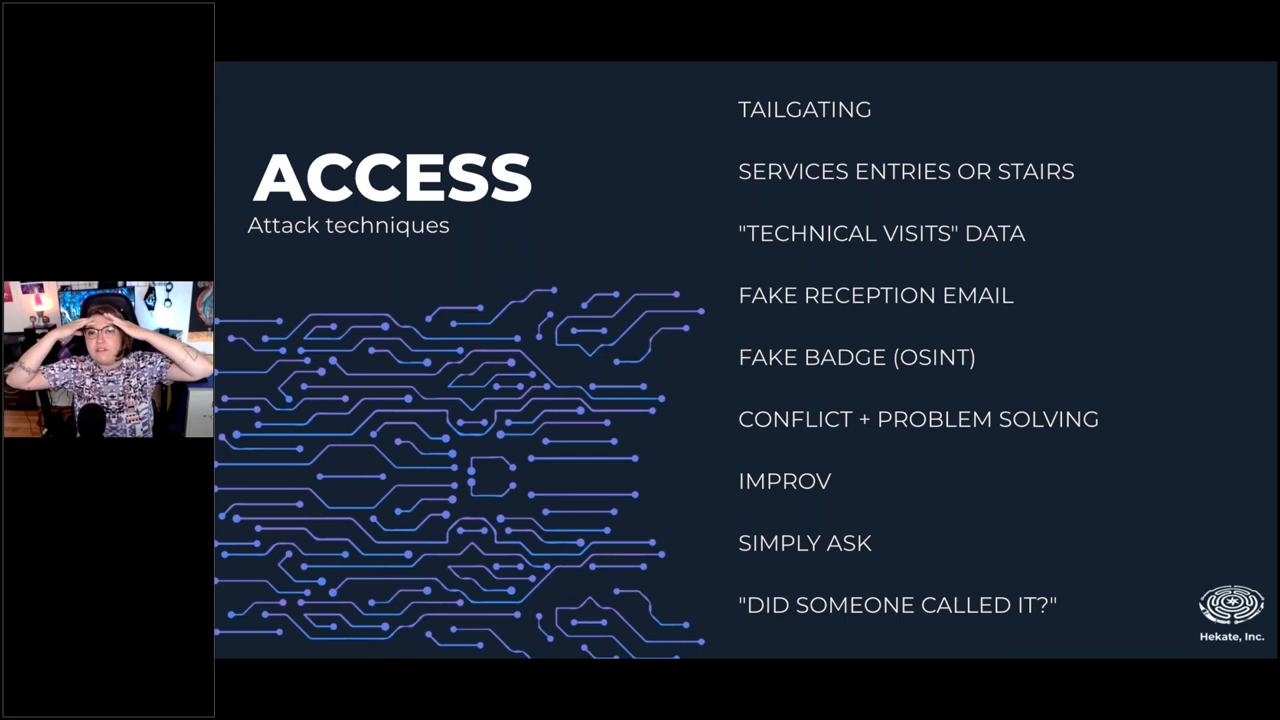 ACCESS
Attack techniques
TAILGATING
SERVICES ENTRIES OR STAIRS
"TECHNICAL VISITS" DATA
FAKE RECEPTION EMAIL
FAKE BADGE (OSINT)
CONFLICT + PROBLEM SOLVING
IMPROV
SIMPLY ASK
"DID SOMEONE CALLED IT?"
Hekate, Inc.